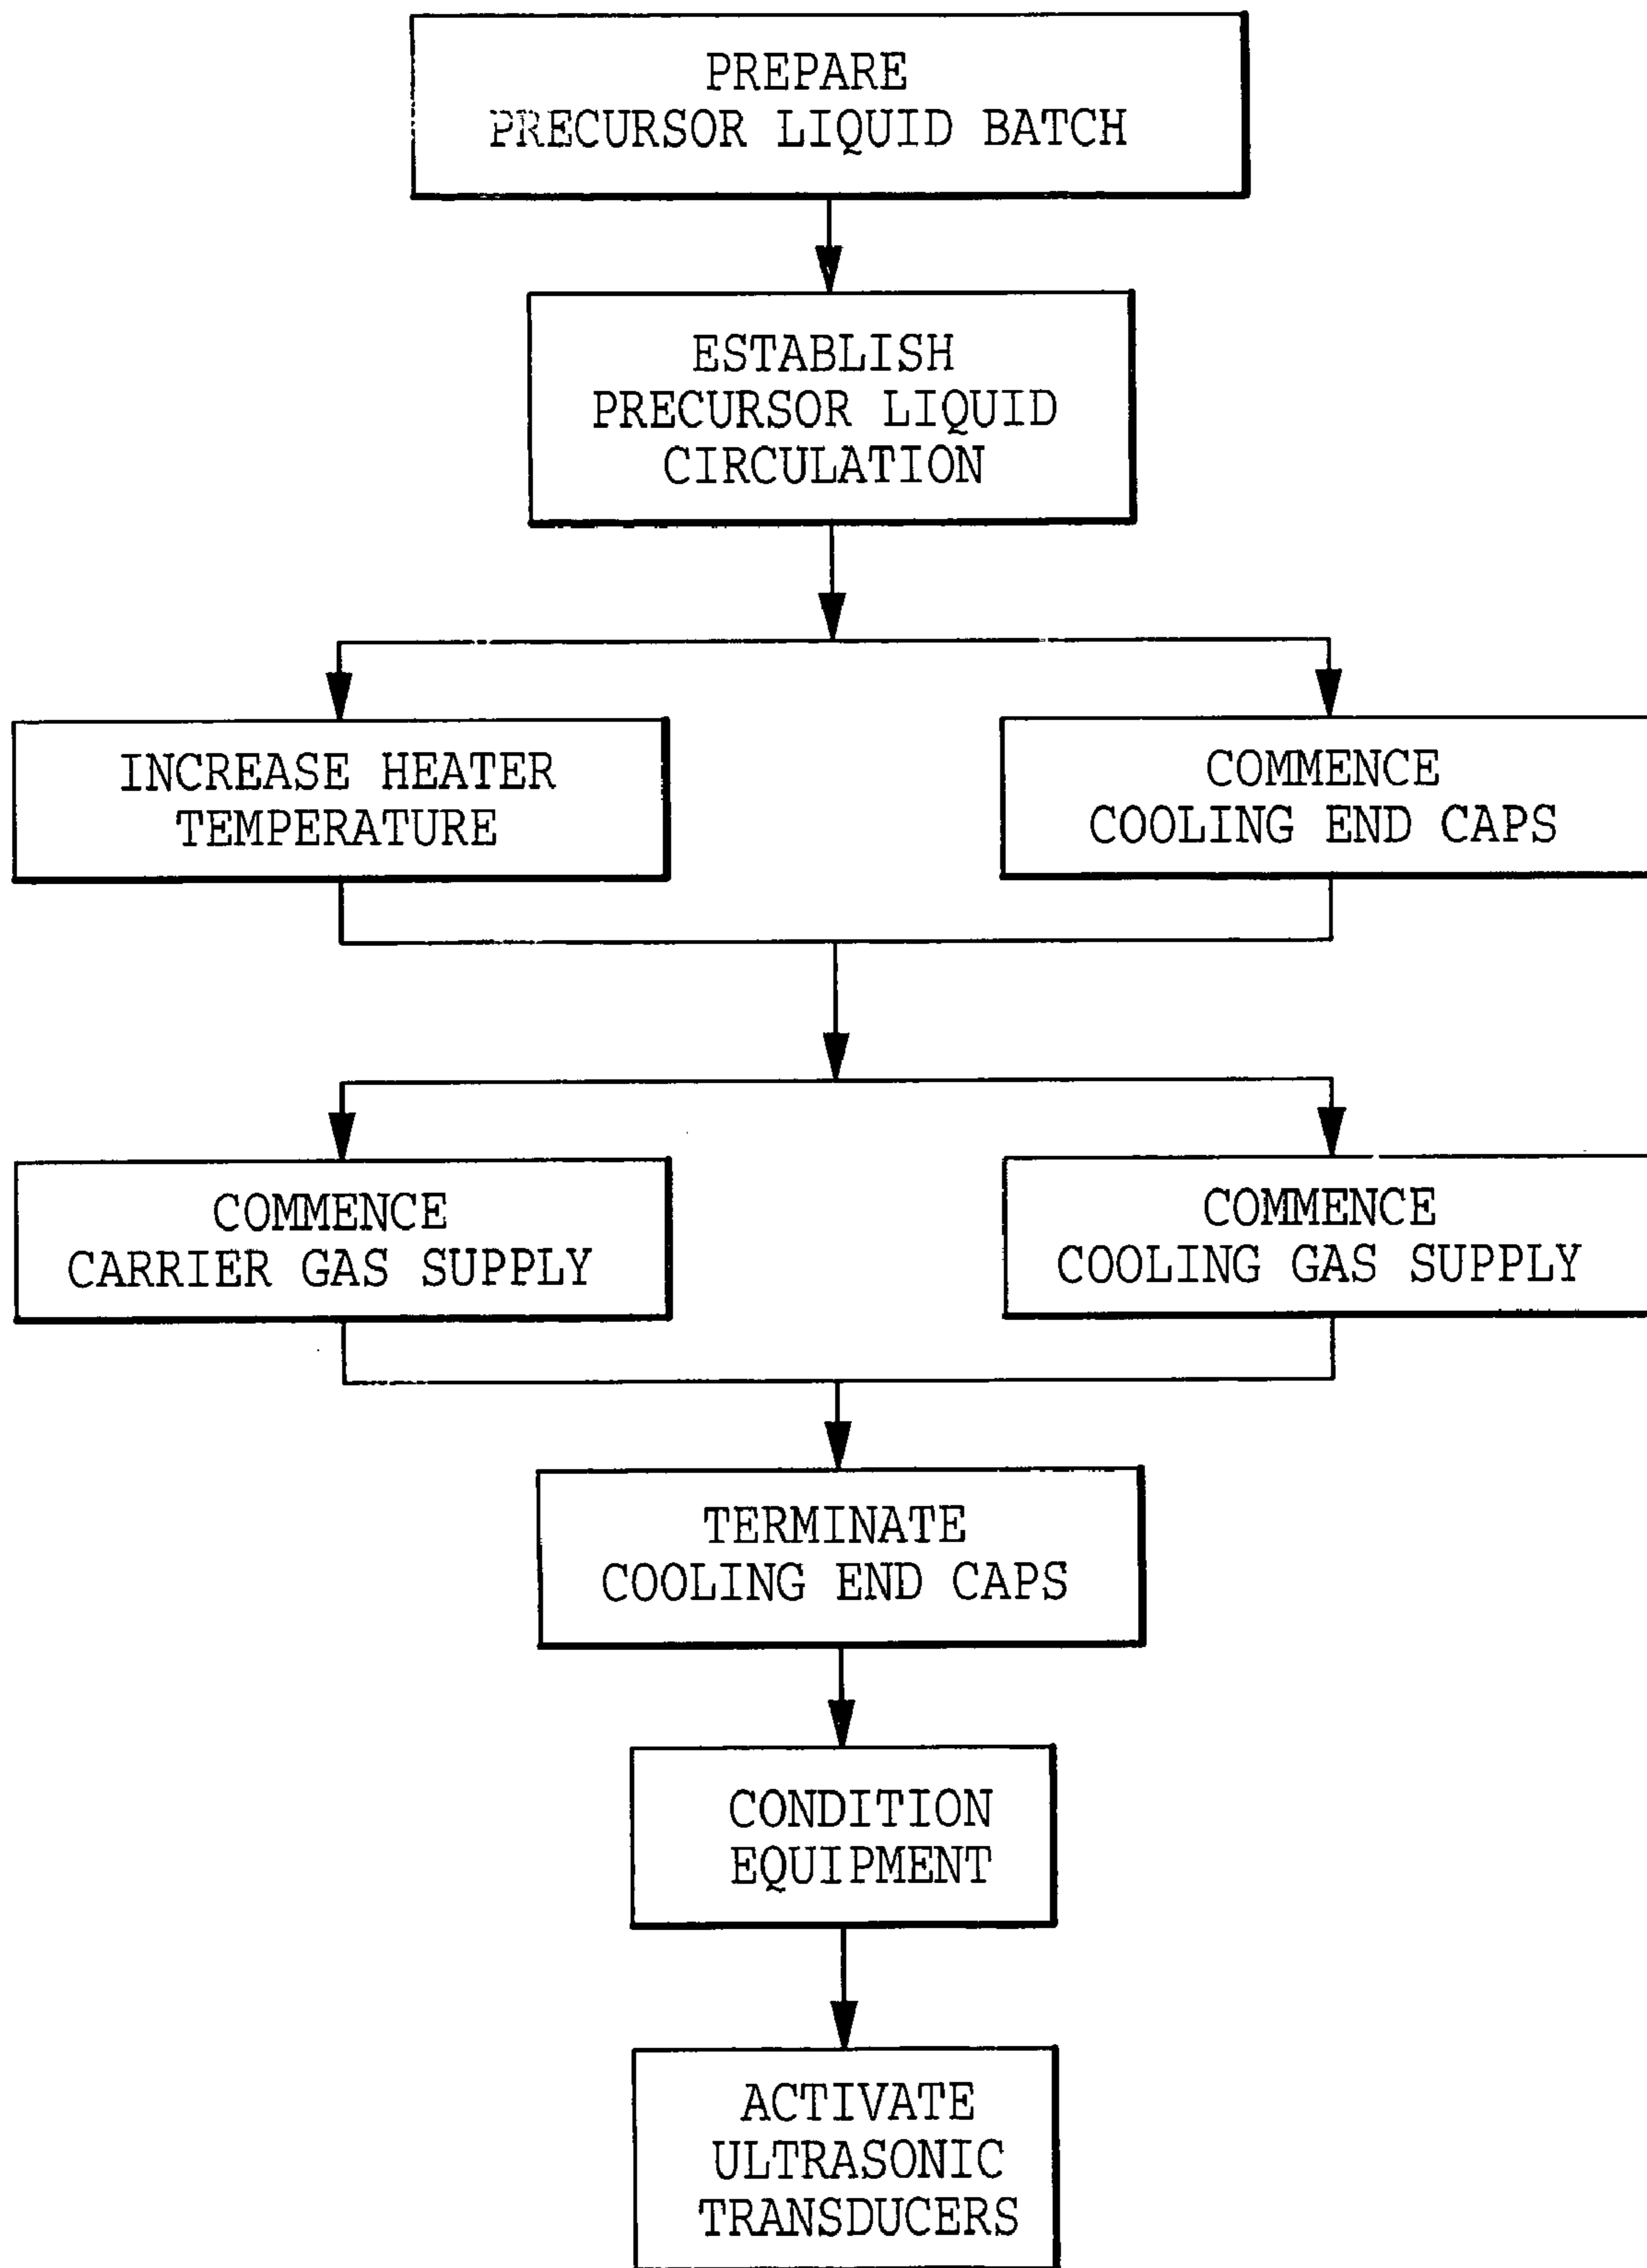 PREPARE
PRECURSOR LIQUID BATCH
ESTABLISH
PRECURSOR LIQUID
CIRCULATION
INCREASE HEATER
TEMPERATURE
COMMENCE
COOLING END CAPS
COMMENCE
CARRIER GAS SUPPLY
COMMENCE
COOLING GAS SUPPLY
TERMINATE
COOLING END CAPS
CONDITION
EQUIPMENT
ACTIVATE
ULTRASONIC
TRANSDUCERS